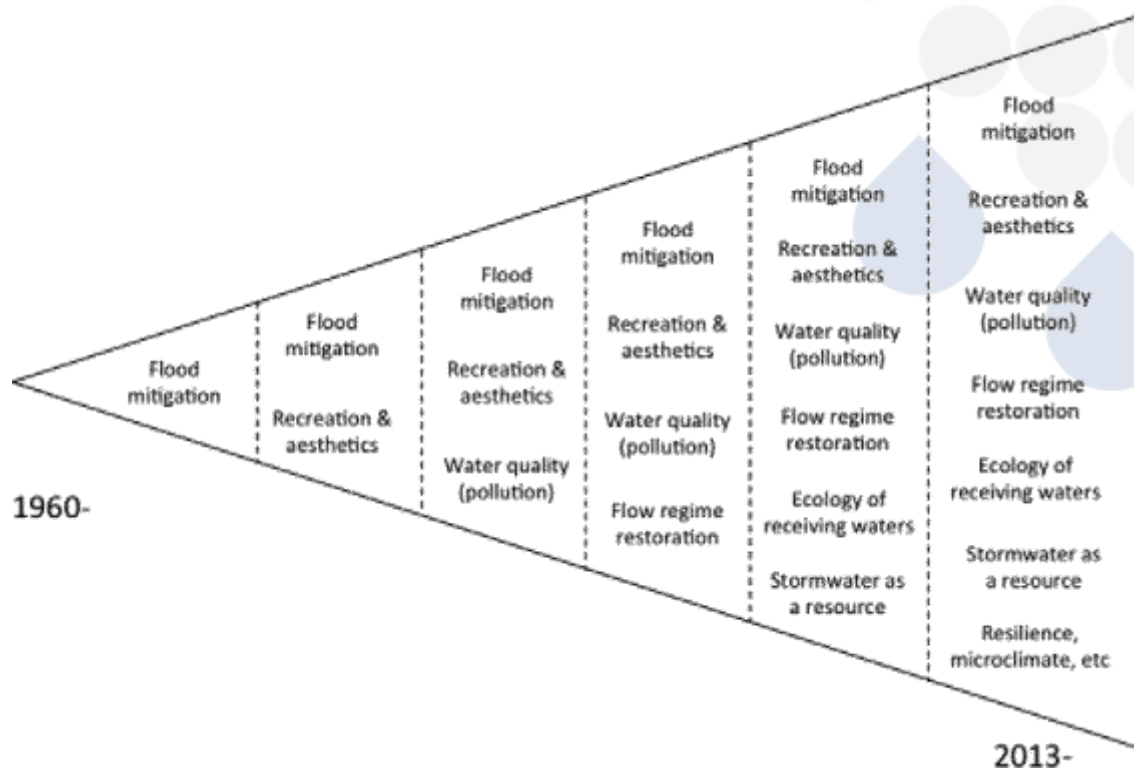 Flood
mitigation
Flood
mitigation
Recreation &
aesthetics
Flood
mitigation
Recreation &
aesthetics
Water quality
(pollution)
Flood
mitigation
Recreation &
aesthetics
Water quality
(pollution)
Flow regime
restoration
Flood
mitigation
Recreation &
aesthetics
Water quality
(pollution)
Flow regime
restoration
Ecology of
receiving waters
Stormwater as
a resource
Flood
mitigation
Recreation &
aesthetics
Water quality
(pollution)
Flow regime
restoration
Ecology of
receiving waters
Stormwater as
a resource
Resilience,
microclimate, etc
1960-
2013-